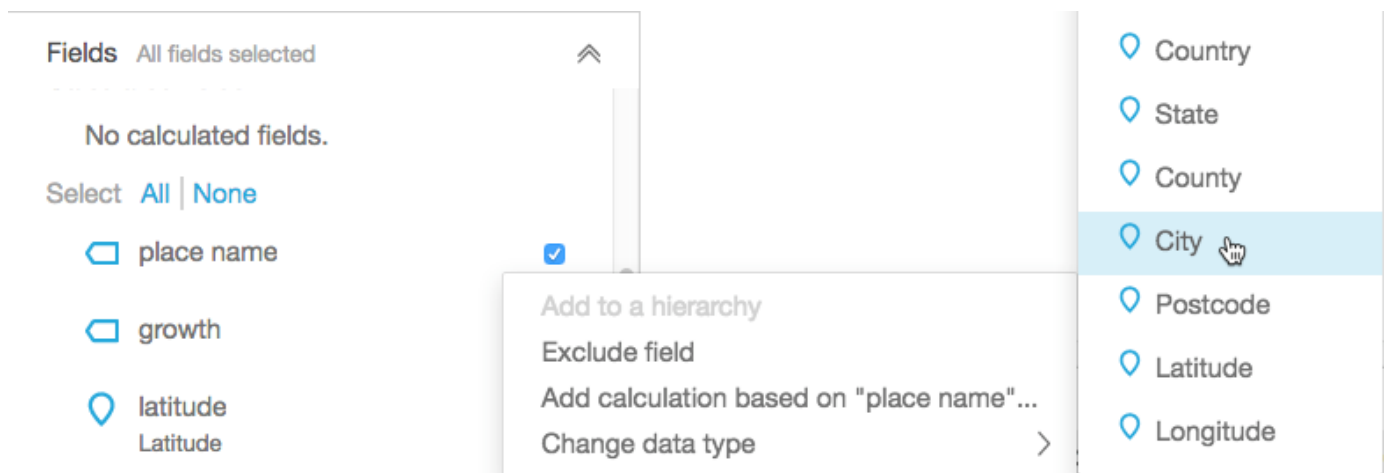 Fields All fields selected
No calculated fields.
Select All | None
place name
growth
latitude
Latitude
Add to a hierarchy
Exclude field
Add calculation based on "place name"...
Change data type
Country
State
County
City
Postcode
Latitude
Longitude